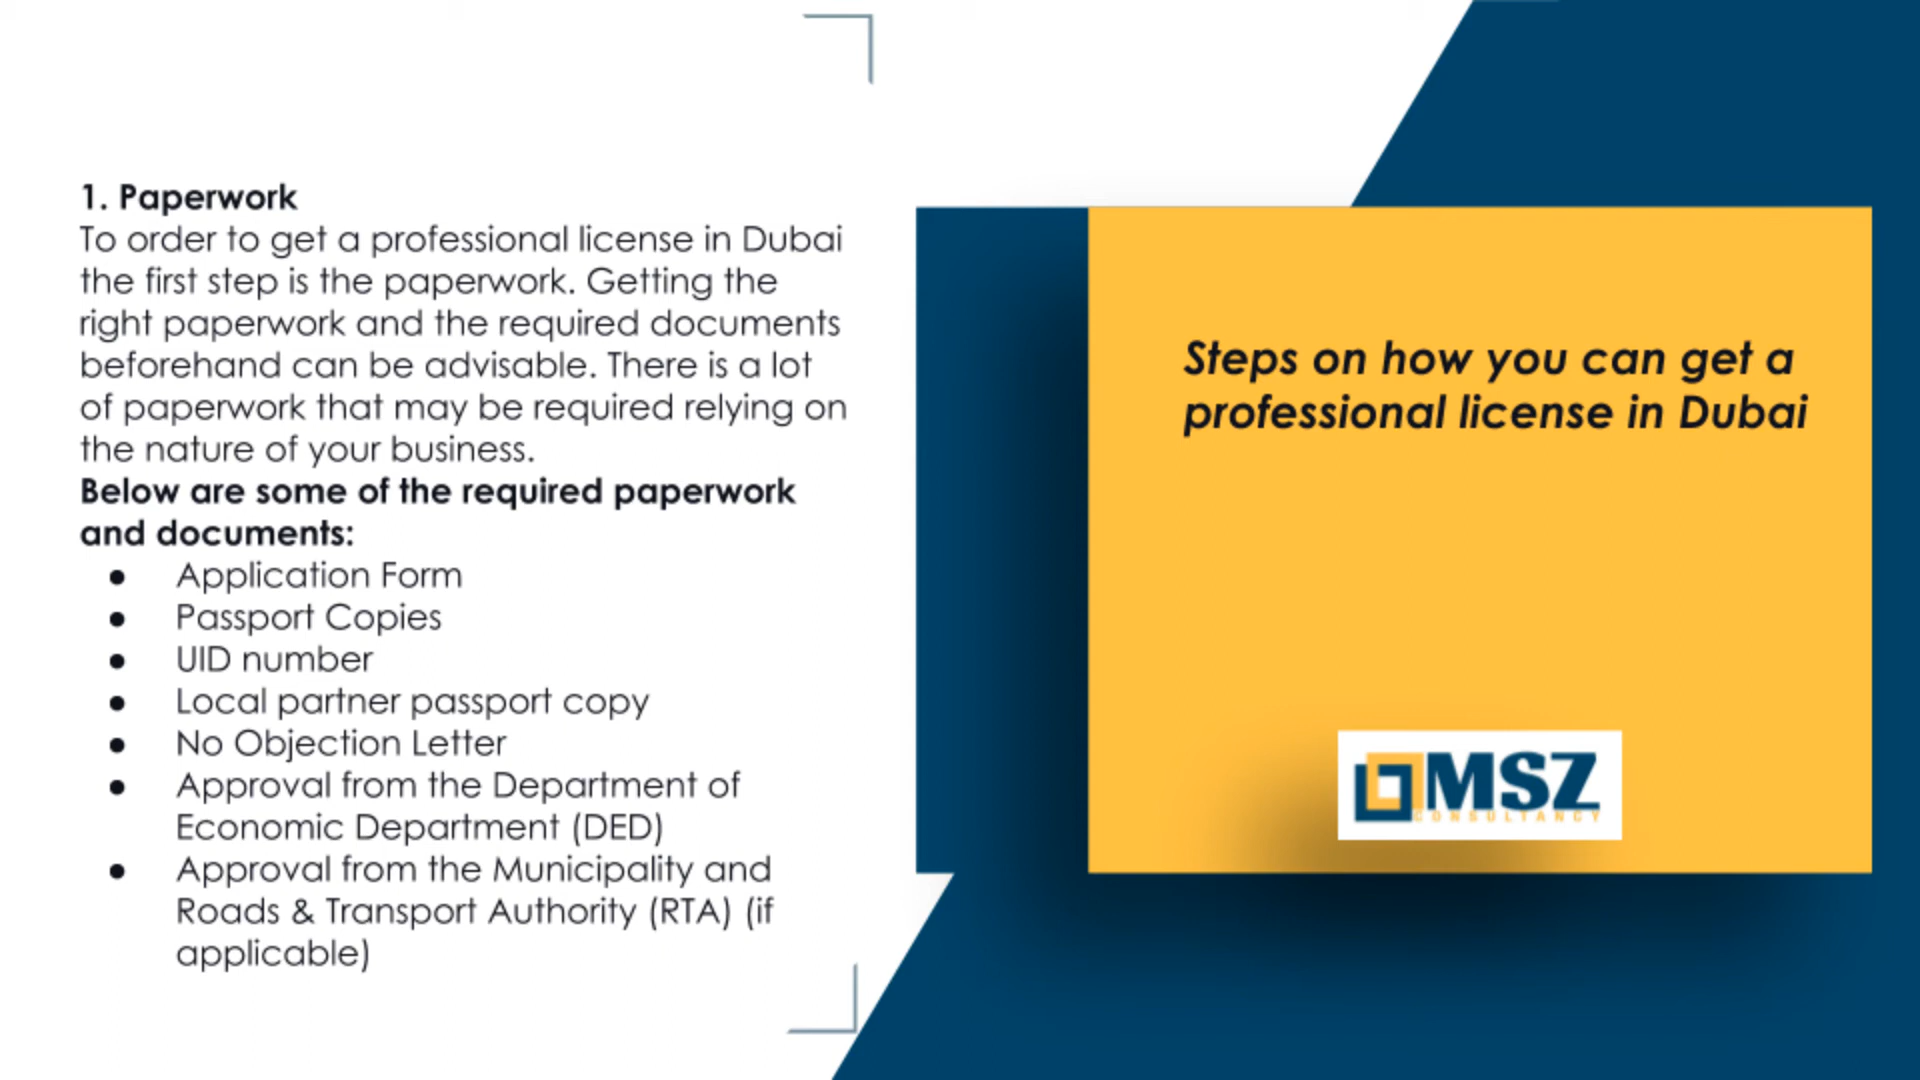 1. Paperwork
To order to get a professional license in Dubai
the first step is the paperwork. Getting the
right paperwork and the required documents
beforehand can be advisable. There is a lot
of paperwork that may be required relying on
the nature of your business.
Below are some of the required paperwork
and documents:
● Application Form
● Passport Copies
● UID number
● Local partner passport copy
● No Objection Letter
● Approval from the Department of
Economic Department (DED)
● Approval from the Municipality and
Roads & Transport Authority (RTA) (if
applicable)
Steps on how you can get a
professional license in Dubai
MSZ
CONSULTANCY